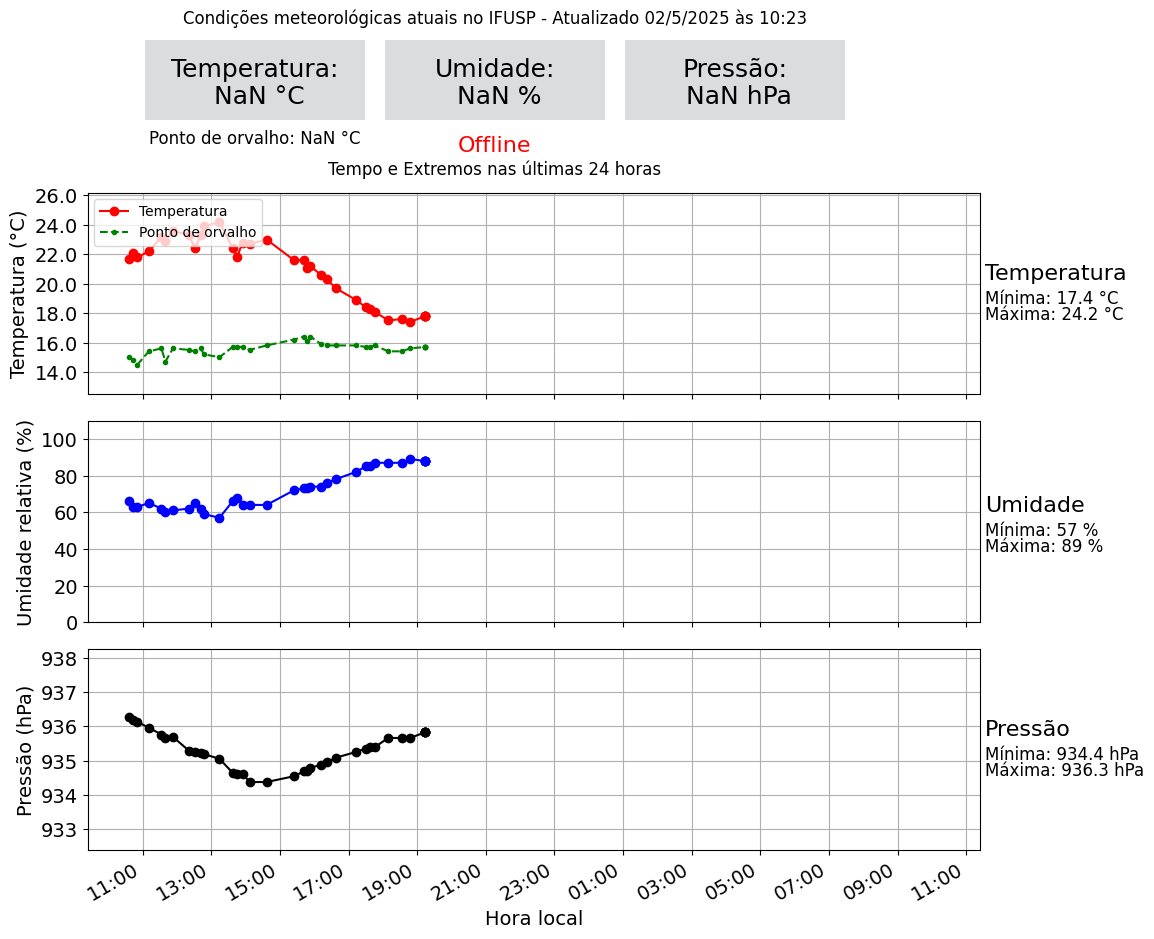 Condições meteorológicas atuais no IFUSP - Atualizado 02/5/2025 às 10:23
Temperatura:
NaN °C
Umidade:
NaN %
Pressão:
NaN hPa
Ponto de orvalho: NaN °C
Offline
Tempo e Extremos nas últimas 24 horas
Temperatura (°C)
26.0
24.0
22.0
20.0
18.0
16.0
14.0
Temperatura
Ponto de orvalho
Temperatura
Mínima: 17.4 °C
Máxima: 24.2 °C
Umidade relativa (%)
100
80
60
40
20
0
Umidade
Mínima: 57 %
Máxima: 89 %
Pressão (hPa)
938
937
936
935
934
933
Pressão
Mínima: 934.4 hPa
Máxima: 936.3 hPa
11:00 13:00 15:00 17:00 19:00 21:00 23:00 01:00 03:00 05:00 07:00 09:00 11:00
Hora local